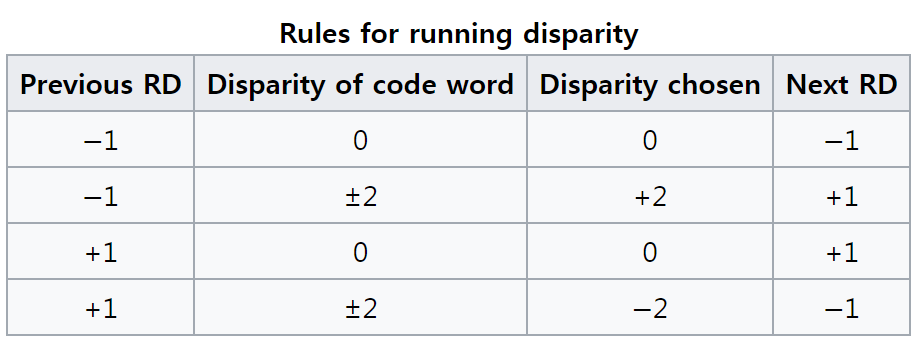 Rules for running disparity
Previous RD Disparity of code word Disparity chosen Next RD
−1 0 0 −1
−1 ±2 +2 +1
+1 0 0 +1
+1 ±2 −2 −1